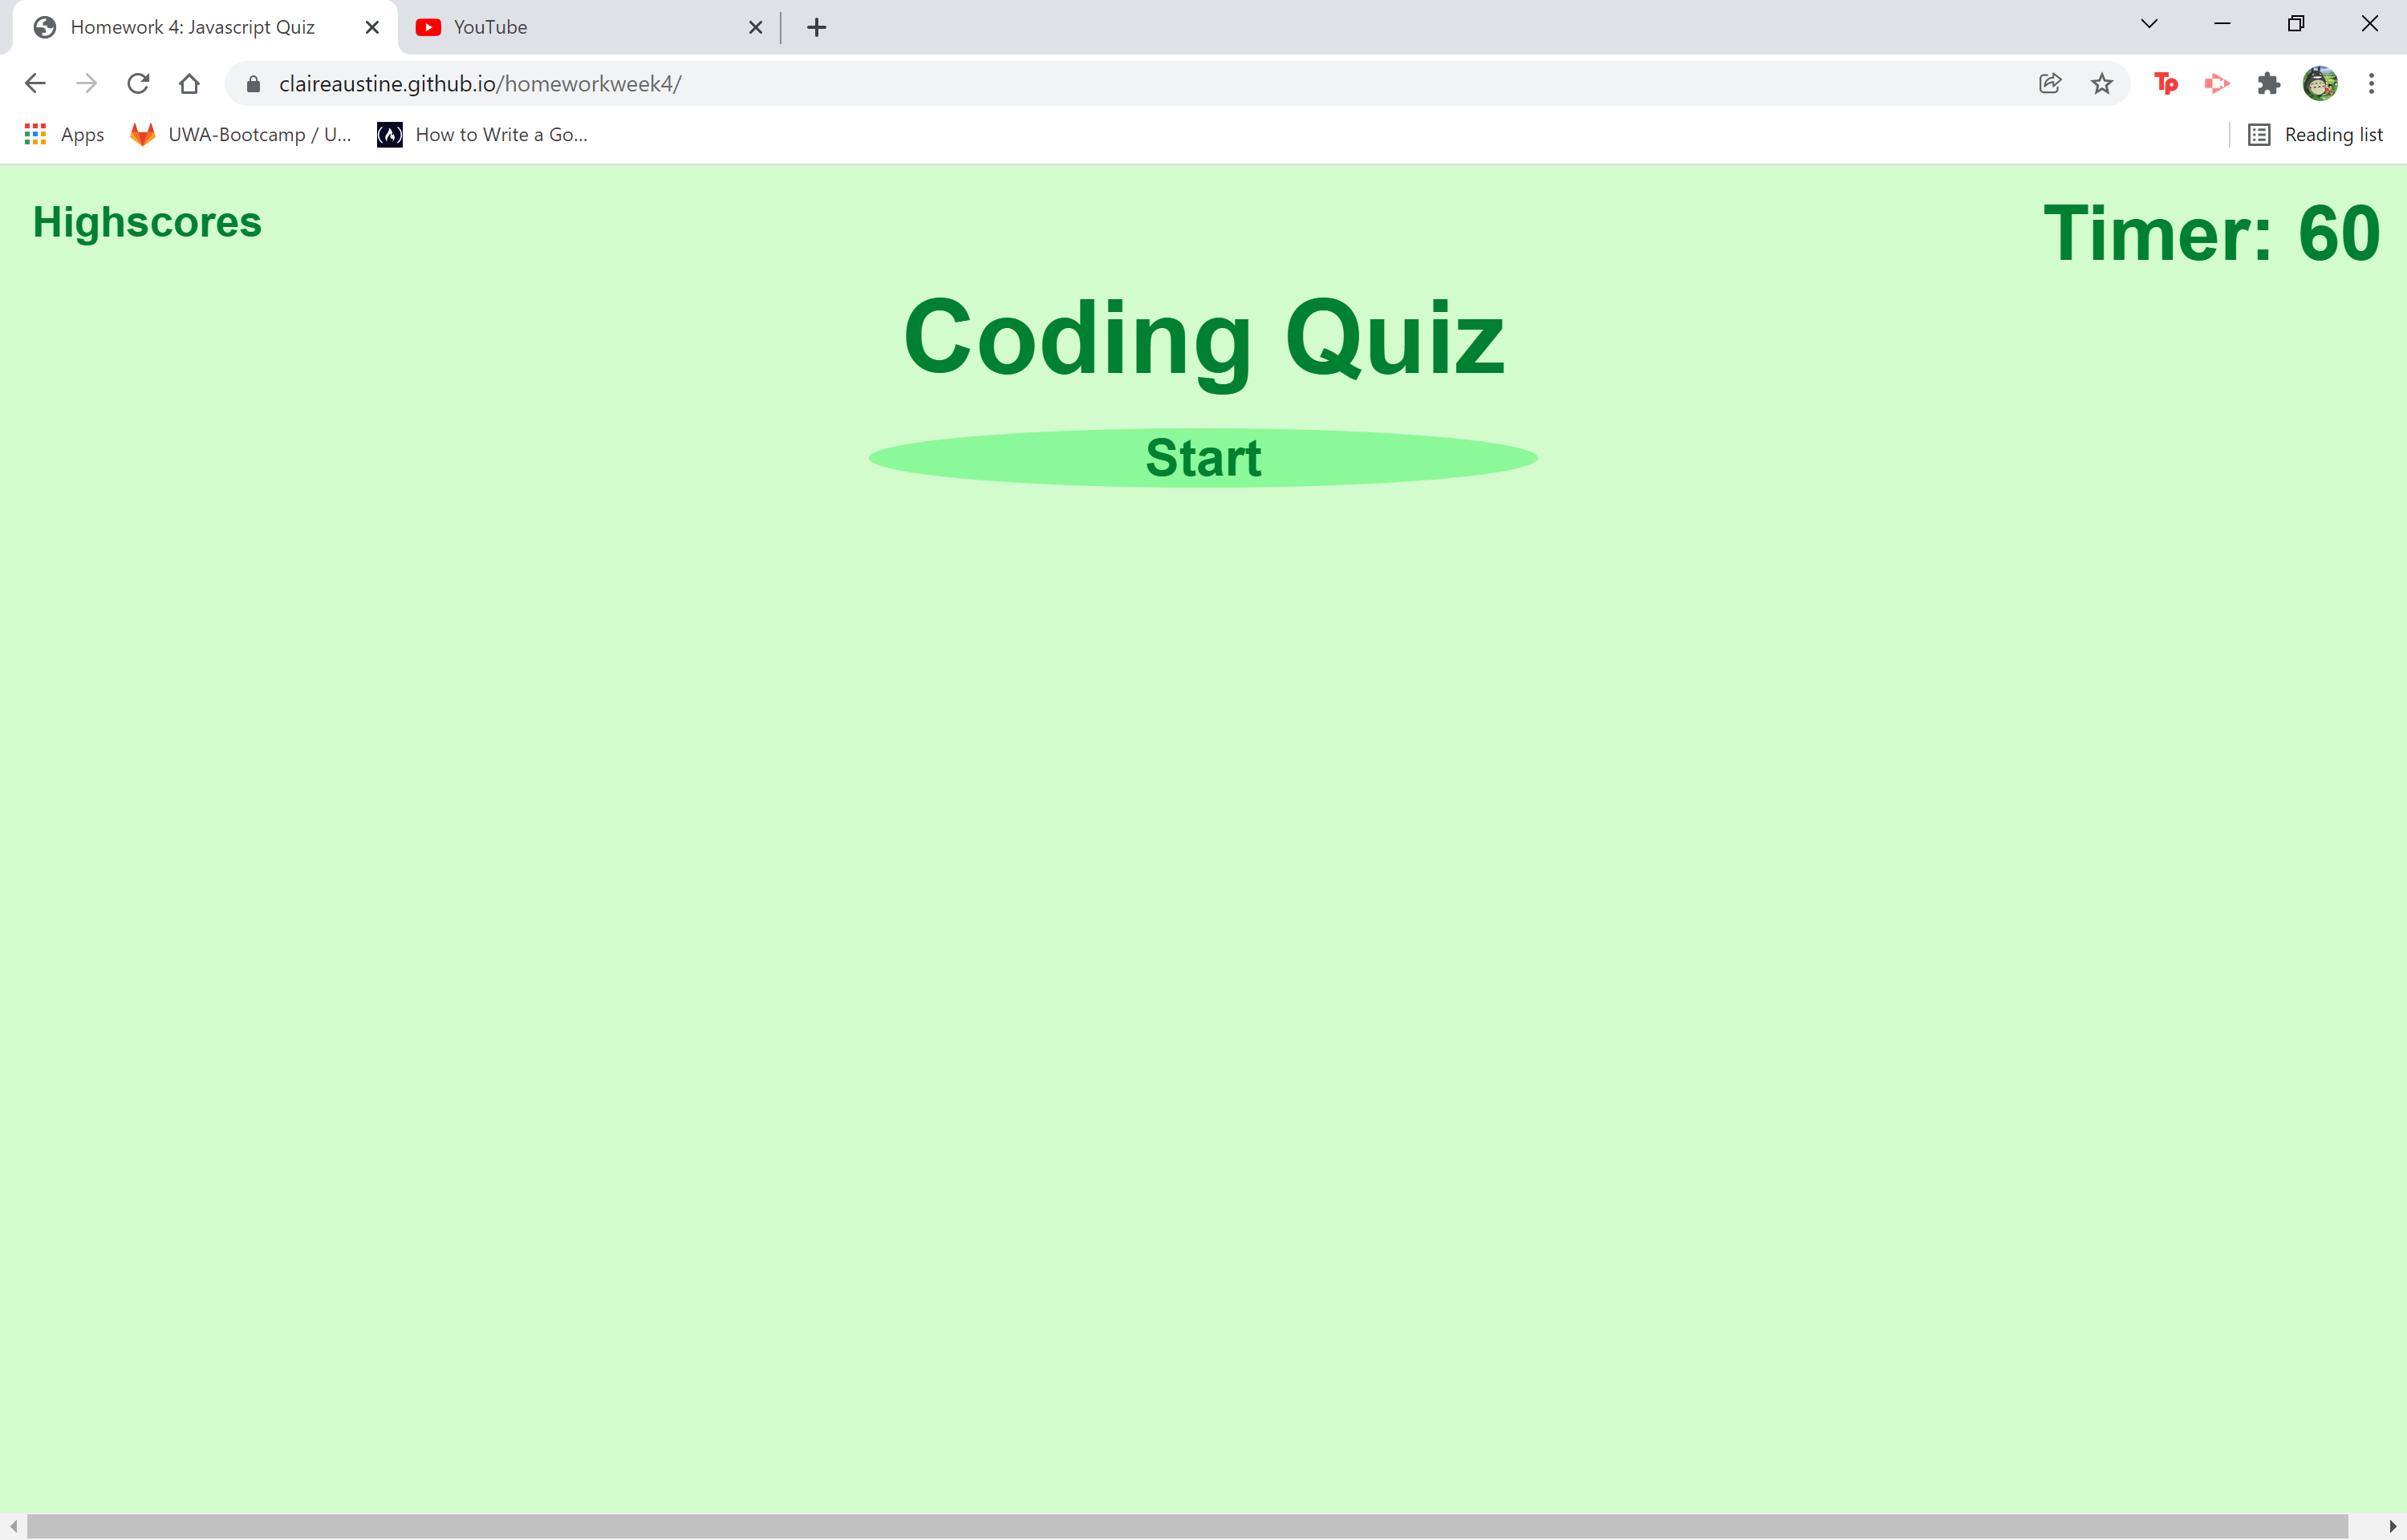 Homework 4: Javascript Quiz
YouTube
claireaustine.github.io/homeworkweek4/
Tp
Apps
UWA-Bootcamp / U...
How to Write a Go...
Reading list
Highscores
Timer: 60
Coding Quiz
Start